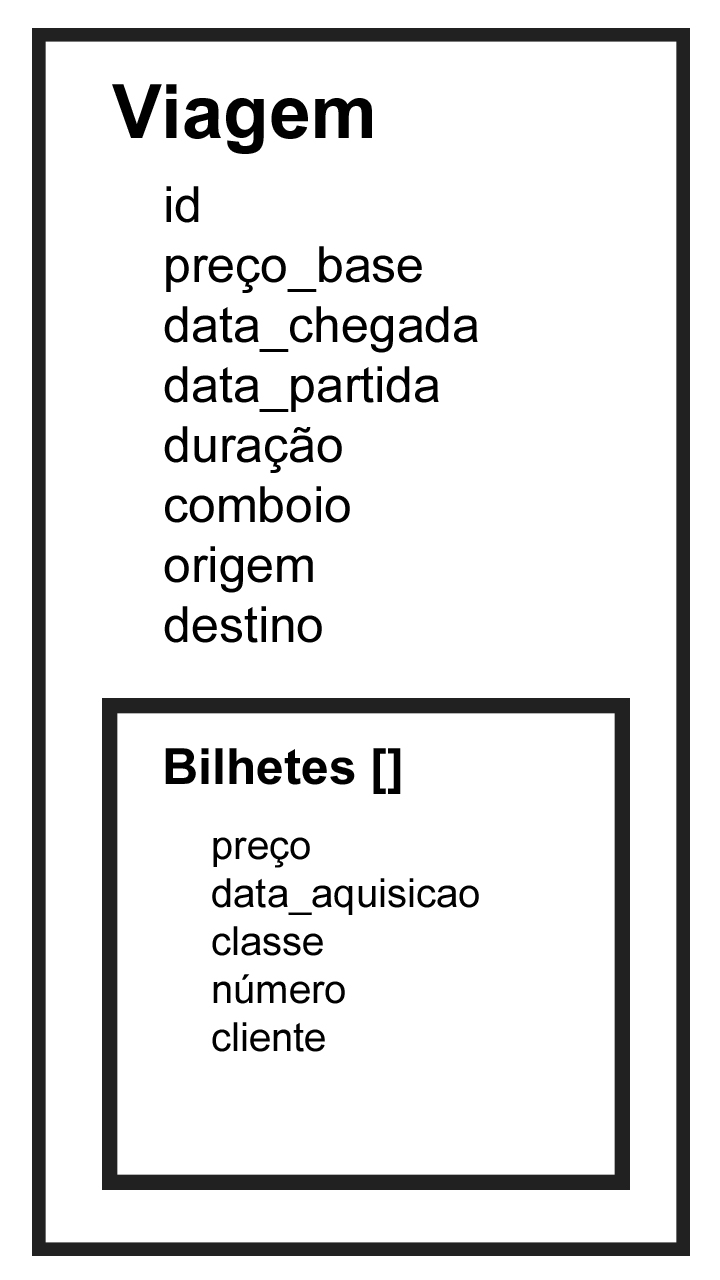 Viagem
id
preço_base
data_chegada
data_partida
duração
comboio
origem
destino
Bilhetes []
preço
data_aquisicao
classe
número
cliente